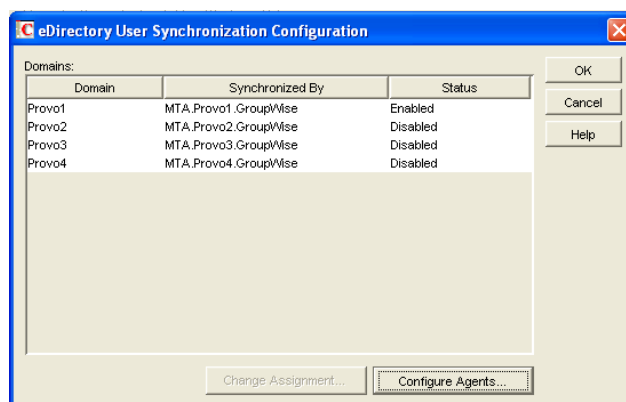 C eDirectory User Synchronization Configuration
Domains:
OK
Domain Synchronized By Status
Cancel
Provo1 MTA.Provo1.GroupWise Enabled
Provo2 MTA.Provo2.GroupWise Disabled
Help
Provo3 MTA.Provo3.GroupWise Disabled
Provo4 MTA.Provo4.GroupWise Disabled
Change Assignment... Configure Agents...